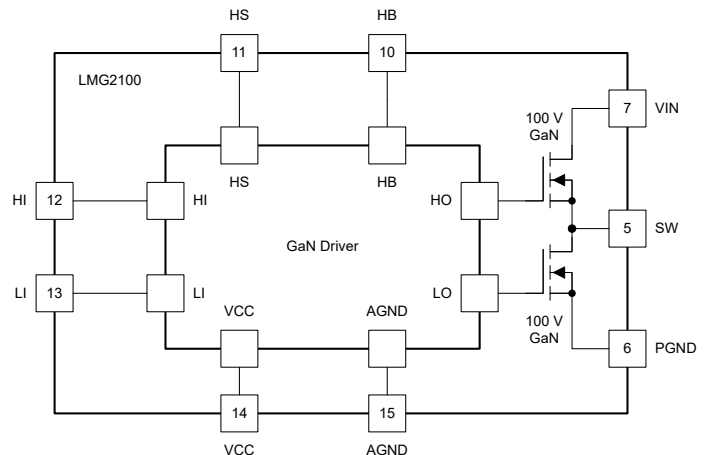 HS
HB
11
10
LMG2100
7
VIN
100 V
GaN
HS
HB
HI
12
HI
HO
5
SW
GaN Driver
LI
13
LI
LO
VCC
AGND
100 V
GaN
6
PGND
14
15
VCC
AGND